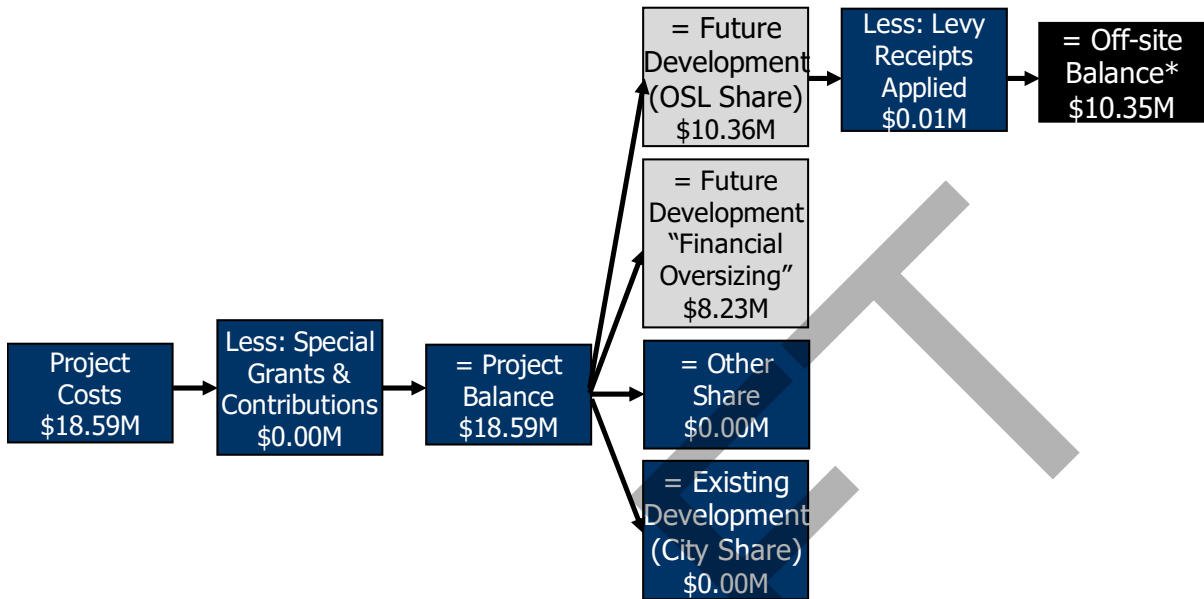 Project
Costs
$18.59M
Less: Special
Grants &
Contributions
$0.00M
= Project
Balance
$18.59M
= Future
Development
(OSL Share)
$10.36M
Less: Levy
Receipts
Applied
$0.01M
= Off-site
Balance*
$10.35M
= Future
Development
“Financial
Oversizing”
$8.23M
= Other
Share
$0.00M
= Existing
Development
(City Share)
$0.00M